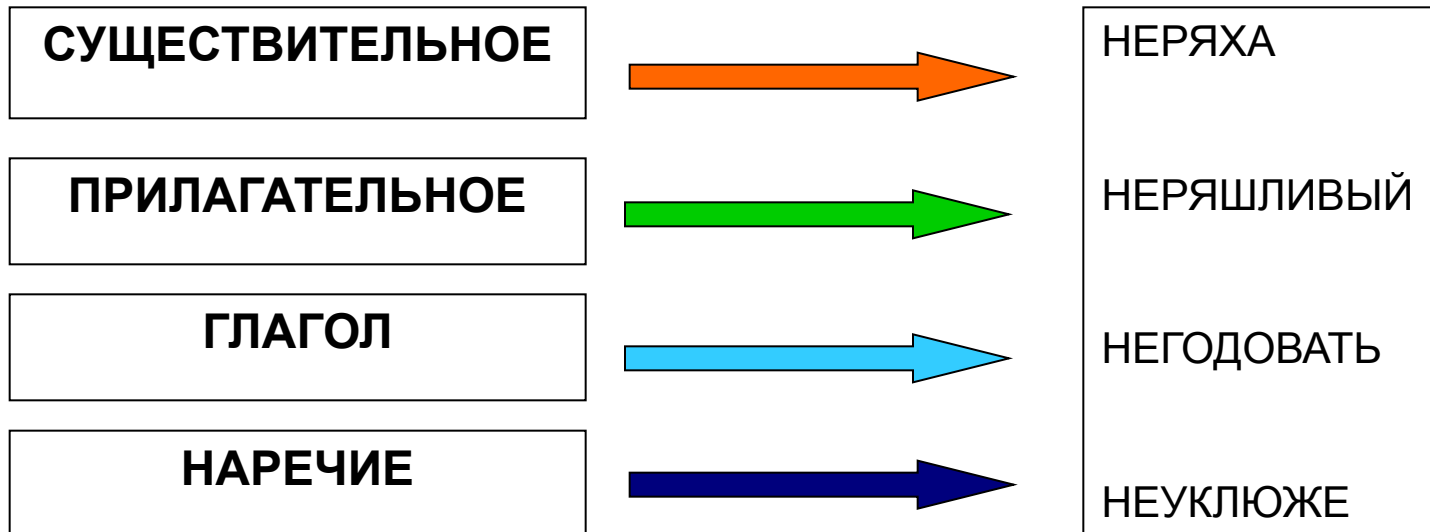 СУЩЕСТВИТЕЛЬНОЕ
НЕРЯХА
ПРИЛАГАТЕЛЬНОЕ
НЕРЯШЛИВЫЙ
ГЛАГОЛ
НЕГОДОВАТЬ
НАРЕЧИЕ
НЕУКЛЮЖЕ